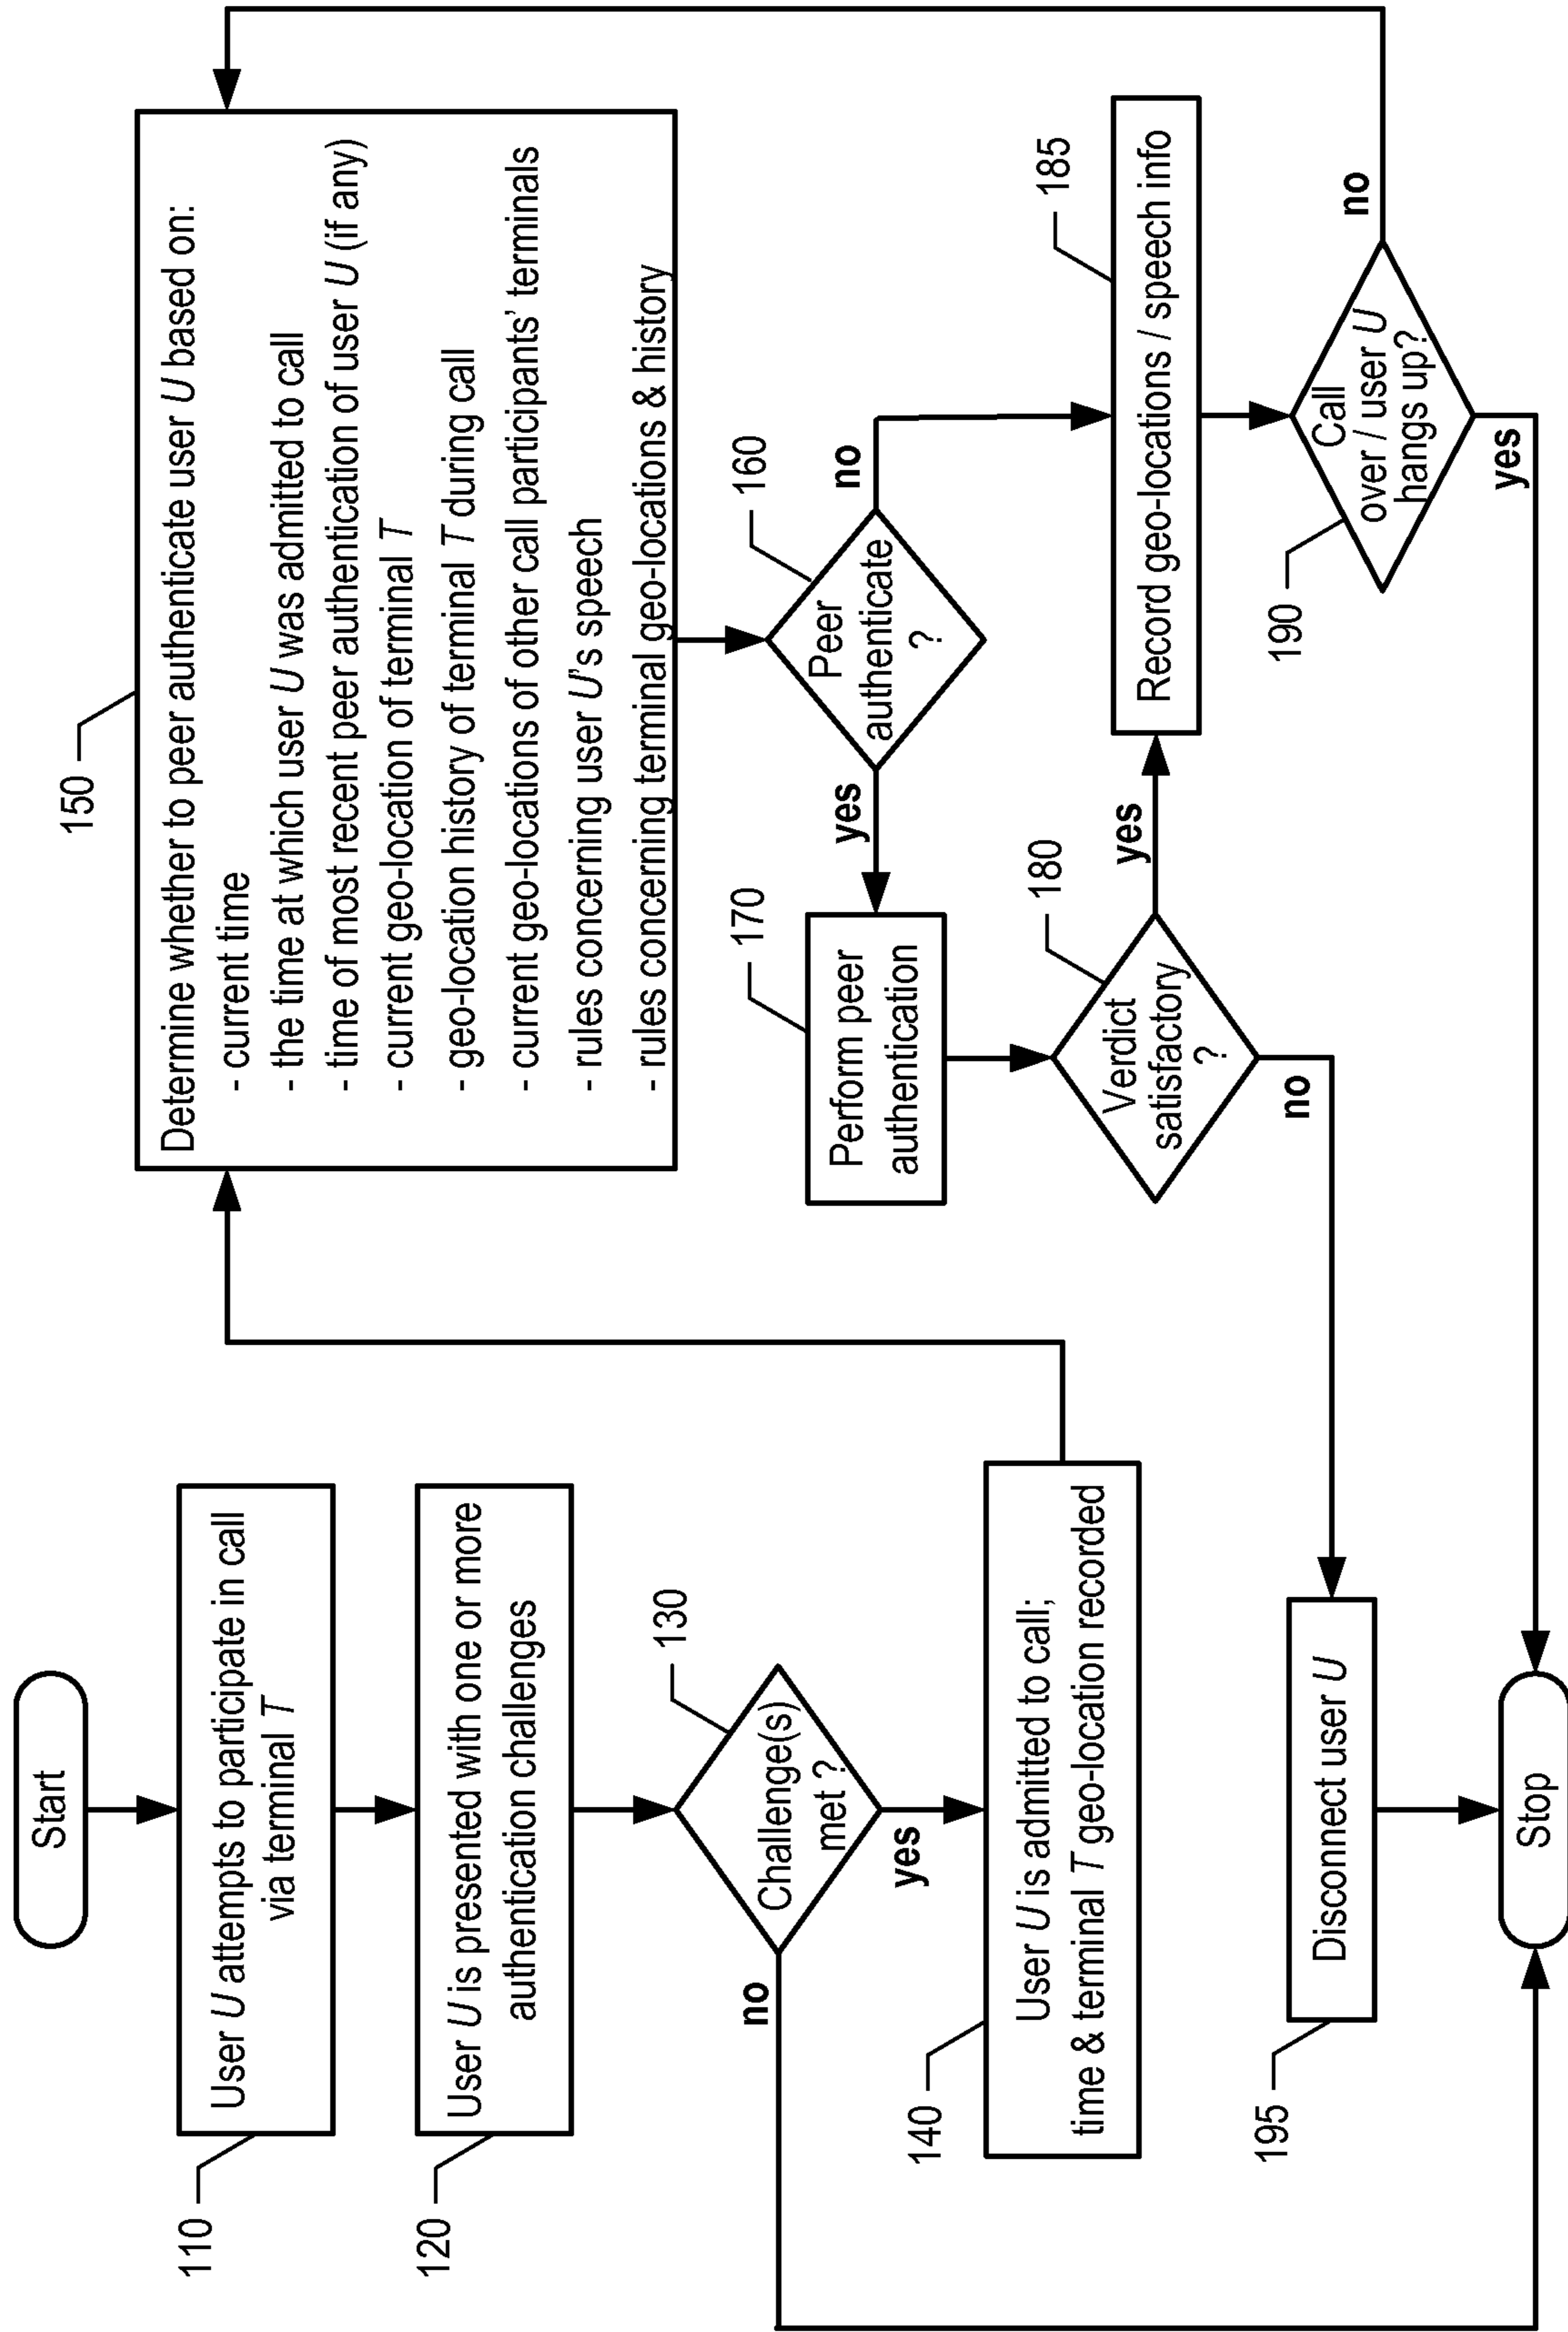 Start
110
User U attempts to participate in call
via terminal T
120
User U is presented with one or more
authentication challenges
130
Challenge(s)
met ?
no
yes
140
User U is admitted to call;
time & terminal T geo-location recorded
150
Determine whether to peer authenticate user U based on:
- current time
- the time at which user U was admitted to call
- time of most recent peer authentication of user U (if any)
- current geo-location of terminal T
- geo-location history of terminal T during call
- current geo-locations of other call participants' terminals
- rules concerning user U's speech
- rules concerning terminal geo-locations & history
160
Peer
authenticate
?
yes
no
170
Perform peer
authentication
180
Verdict
satisfactory
?
yes
no
185
Record geo-locations / speech info
190
Call
over / user U
hangs up?
no
yes
195
Disconnect user U
Stop